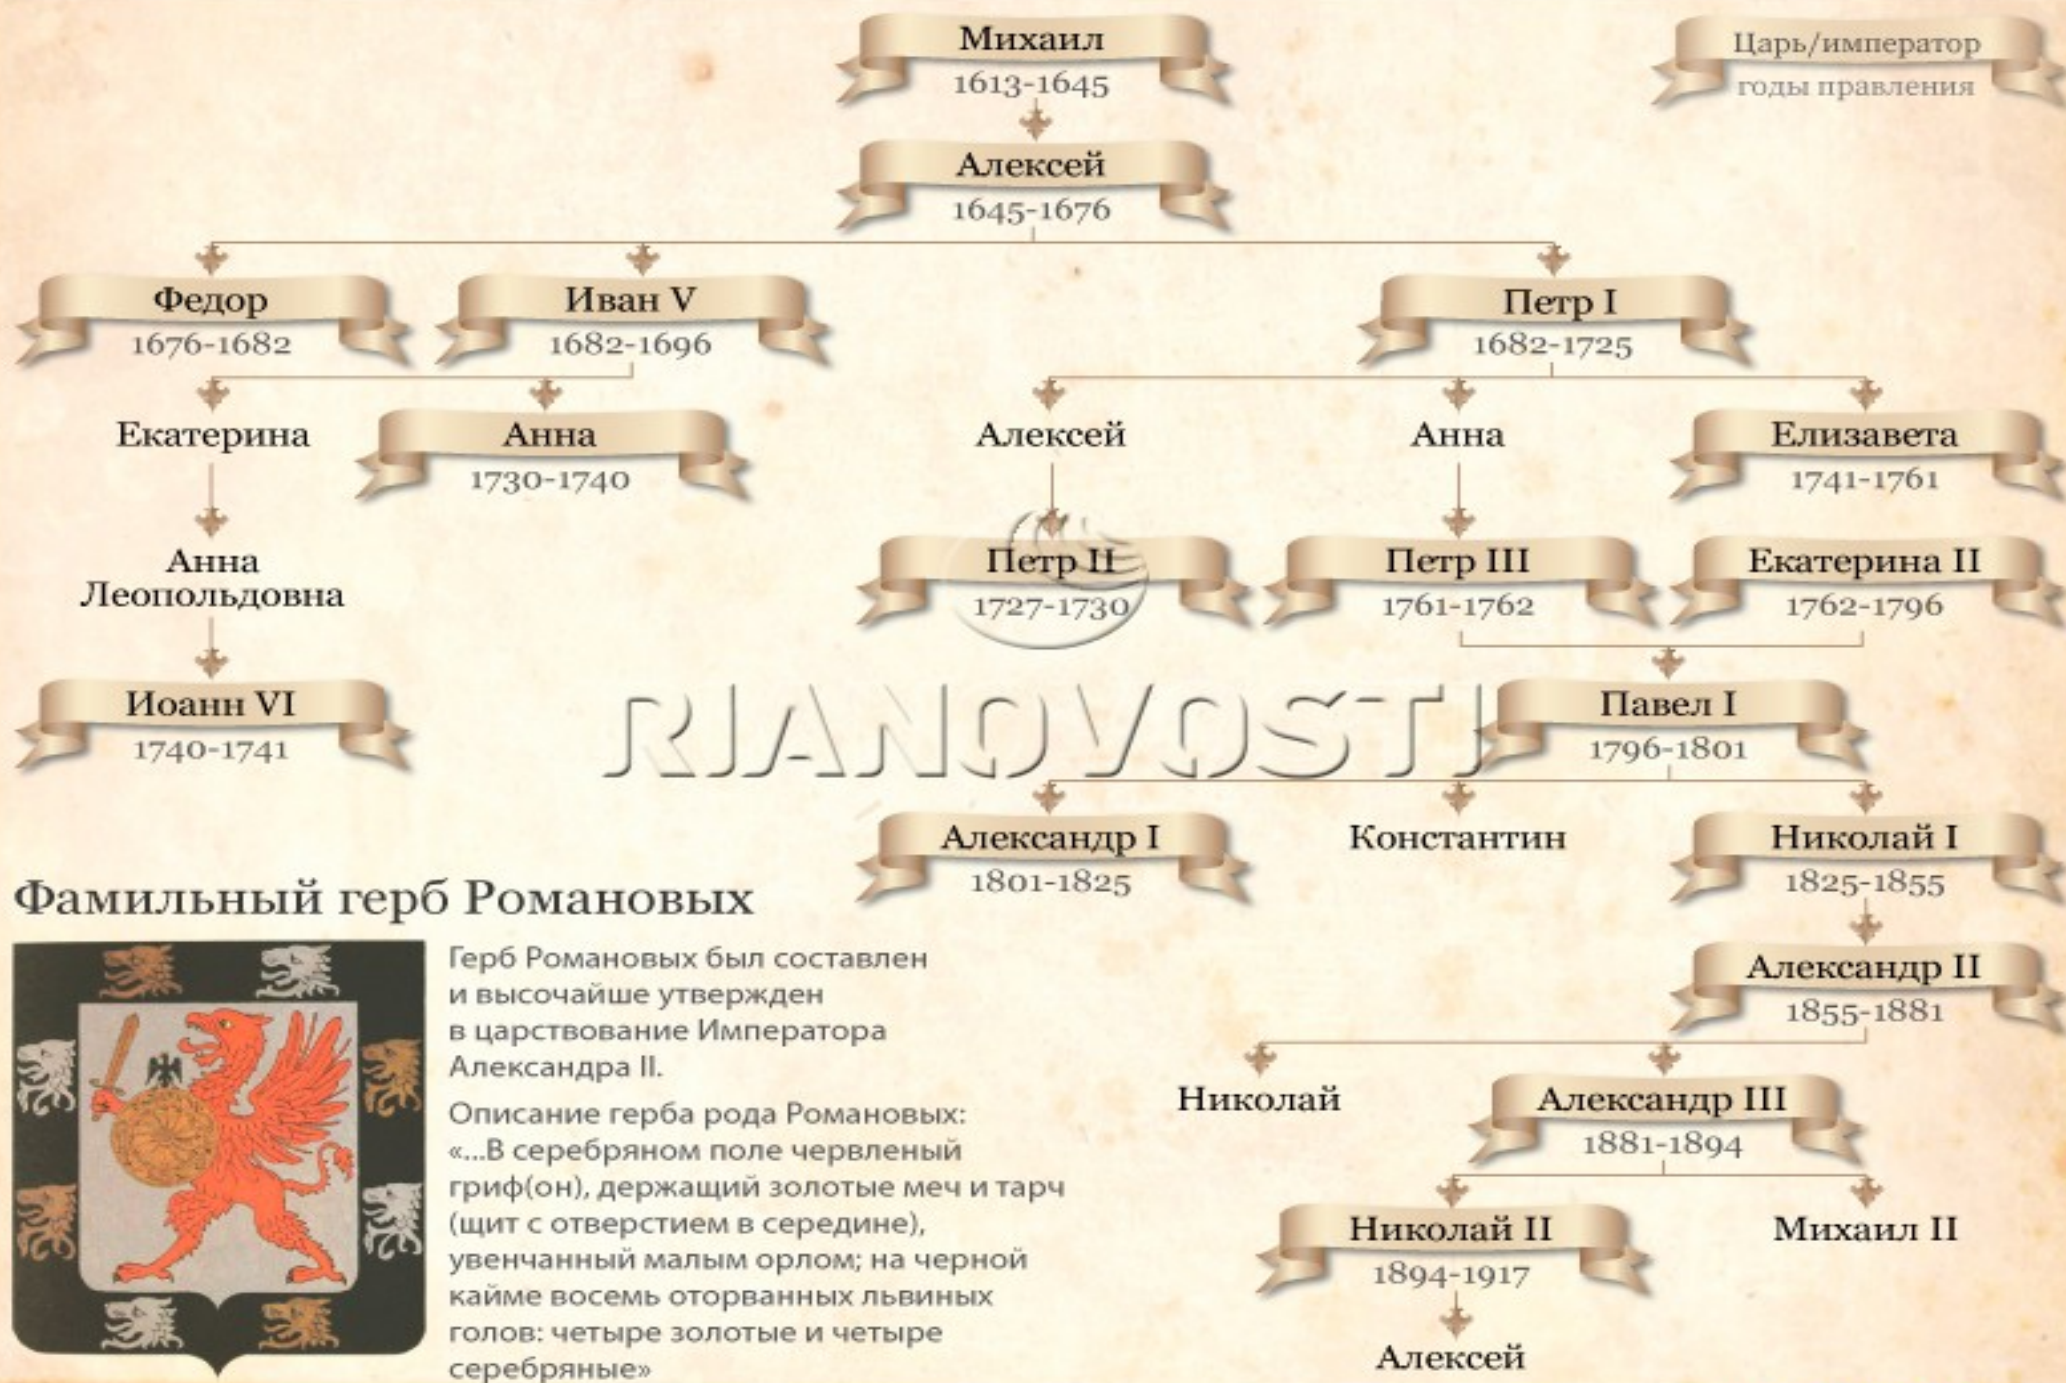 Михаил
1613-1645
Царь/император
годы правления
Алексей
1645-1676
Федор
1676-1682
Иван V
1682-1696
Петр I
1682-1725
Екатерина
Анна
1730-1740
Алексей
Анна
Елизавета
1741-1761
Анна
Леопольдовна
Петр II
1727-1730
Петр III
1761-1762
Екатерина II
1762-1796
Иоанн VI
1740-1741
RIANOVOSTI
Павел I
1796-1801
Александр I
1801-1825
Константин
Николай I
1825-1855
Александр II
1855-1881
Николай
Александр III
1881-1894
Николай II
1894-1917
Михаил II
Алексей
Фамильный герб Романовых
Герб Романовых был составлен
и высочайше утвержден
в царствование Императора
Александра II.
Описание герба рода Романовых:
«...В серебряном поле червленый
гриф(он), держащий золотые меч и тарч
(щит с отверстием в середине),
увенчанный малым орлом; на черной
кайме восемь оторванных львиных
голов: четыре золотые и четыре
серебряные»